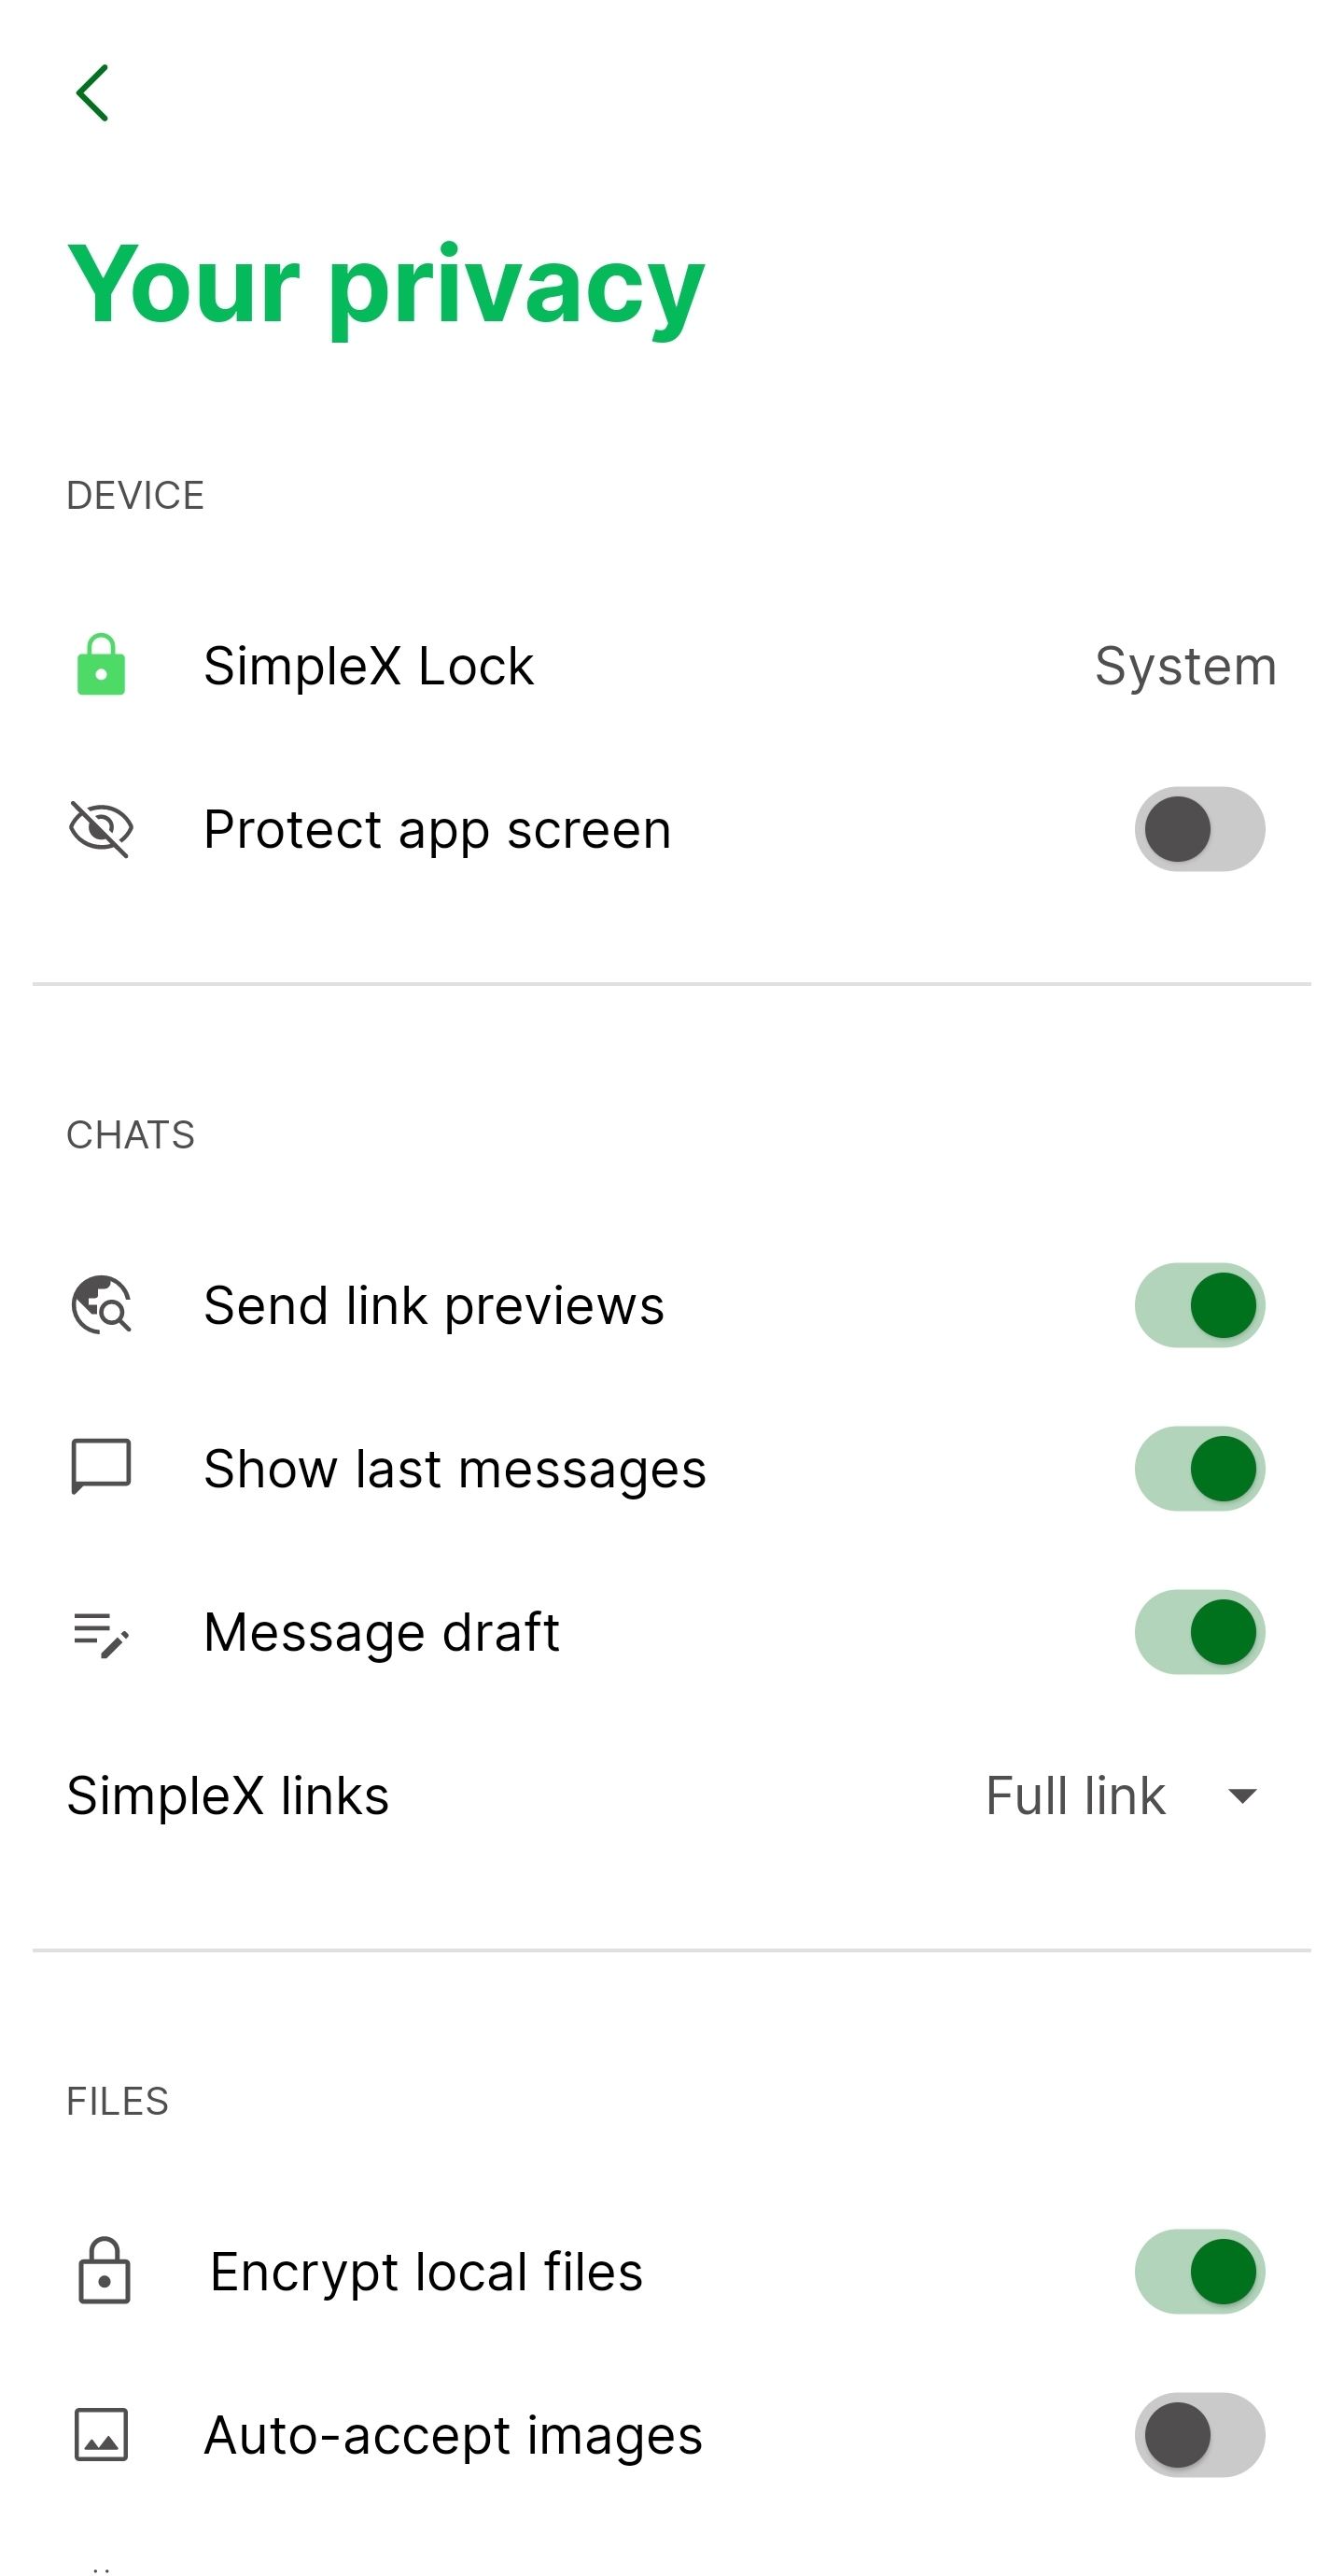 Your privacy
DEVICE
SimpleX Lock System
Protect app screen
CHATS
Send link previews
Show last messages
Message draft
SimpleX links Full link
FILES
Encrypt local files
Auto-accept images